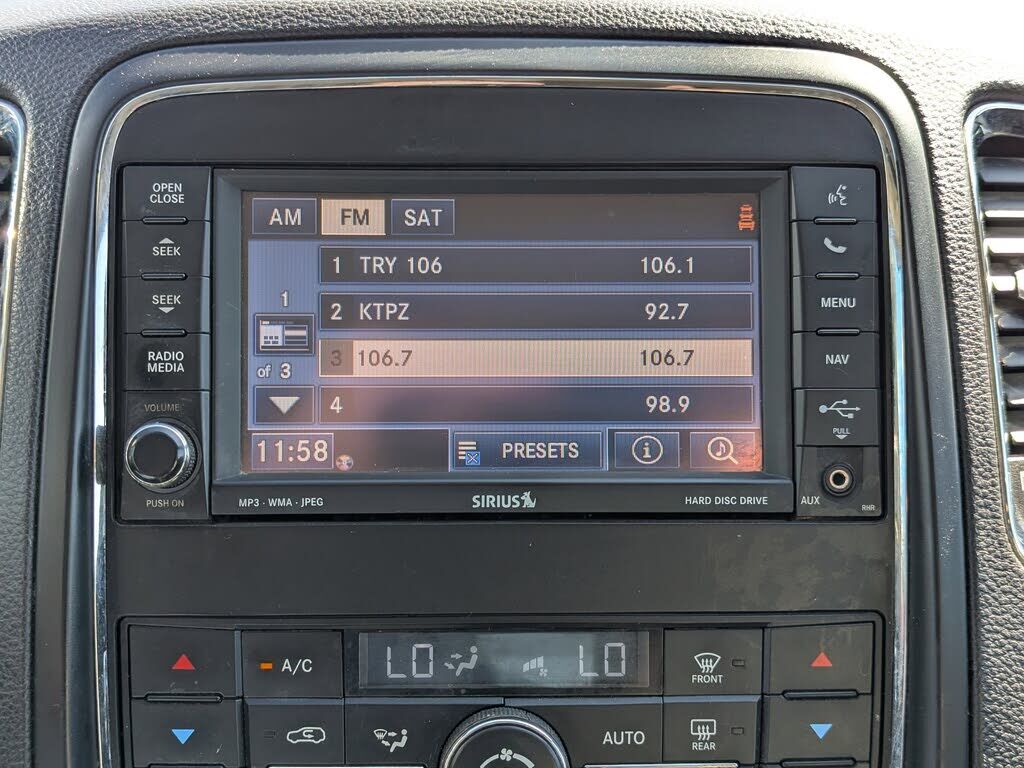 OPEN
CLOSE
SEEK
SEEK
RADIO
MEDIA
VOLUME
PUSH ON
AM FM SAT
1 TRY 106 106.1
2 KTPZ 92.7
3 106.7 106.7
4 98.9
1
of 3
11:58 PRESETS
MP3 · WMA · JPEG SIRIUS HARD DISC DRIVE
MENU
NAV
PULL
AUX
RHR
A/C LO LO FRONT
AUTO REAR